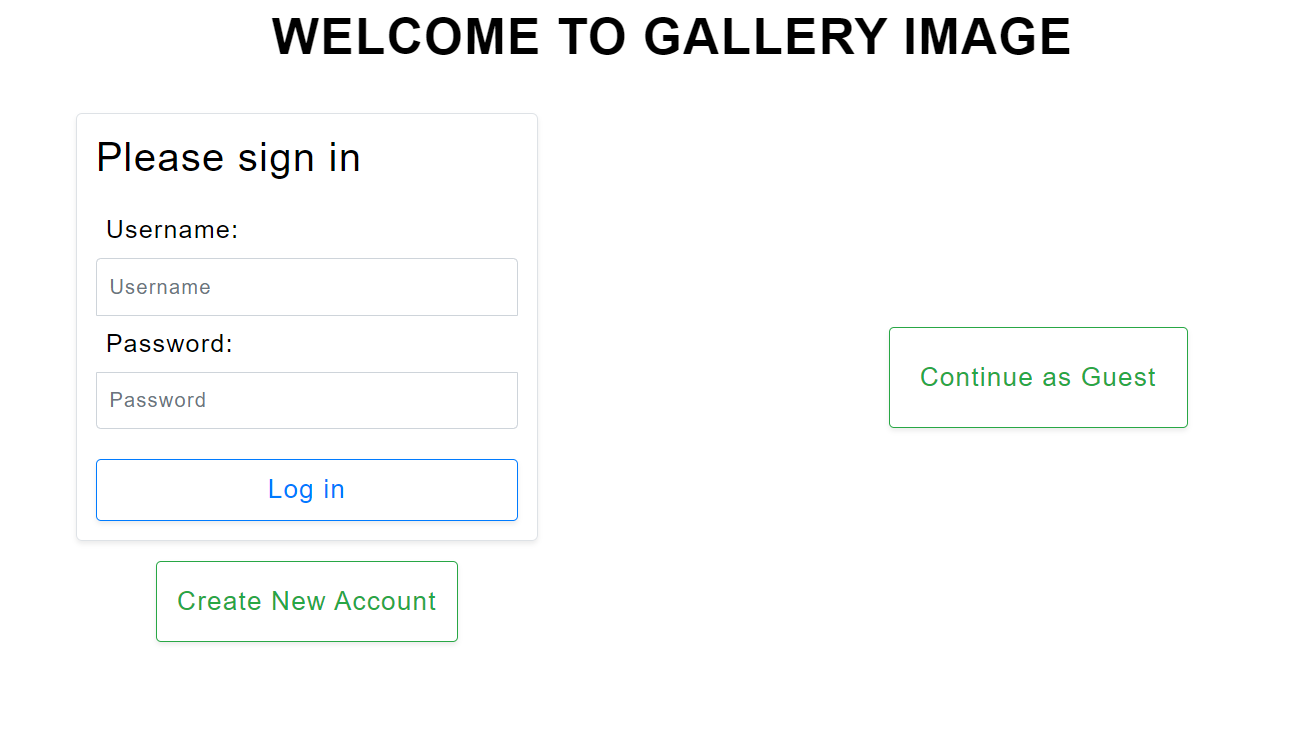 WELCOME TO GALLERY IMAGE
Please sign in
Username:
Username
Password:
Password
Log in
Create New Account
Continue as Guest